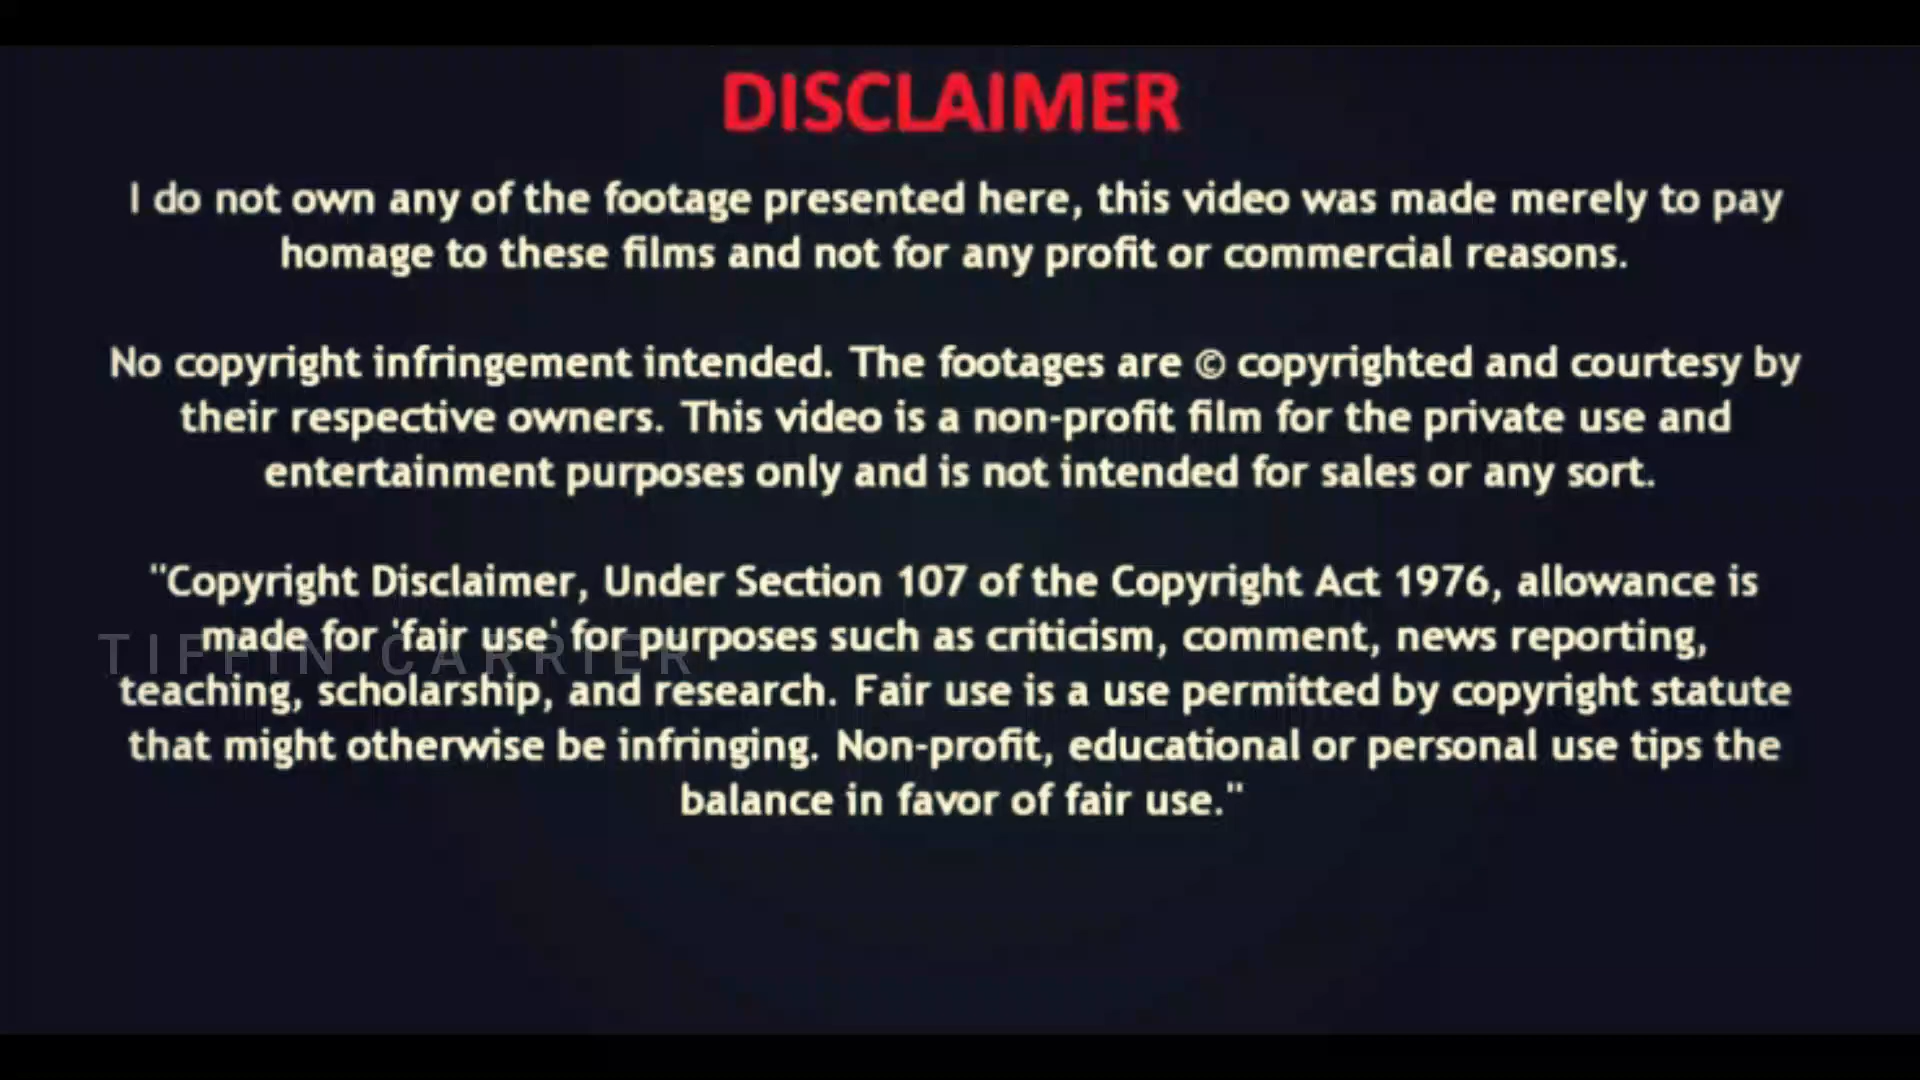 DISCLAIMER
I do not own any of the footage presented here, this video was made merely to pay
homage to these films and not for any profit or commercial reasons.
No copyright infringement intended. The footages are © copyrighted and courtesy by
their respective owners. This video is a non-profit film for the private use and
entertainment purposes only and is not intended for sales or any sort.
"Copyright Disclaimer, Under Section 107 of the Copyright Act 1976, allowance is
made for 'fair use' for purposes such as criticism, comment, news reporting,
TIFFIN CARRIER
teaching, scholarship, and research. Fair use is a use permitted by copyright statute
that might otherwise be infringing. Non-profit, educational or personal use tips the
balance in favor of fair use."